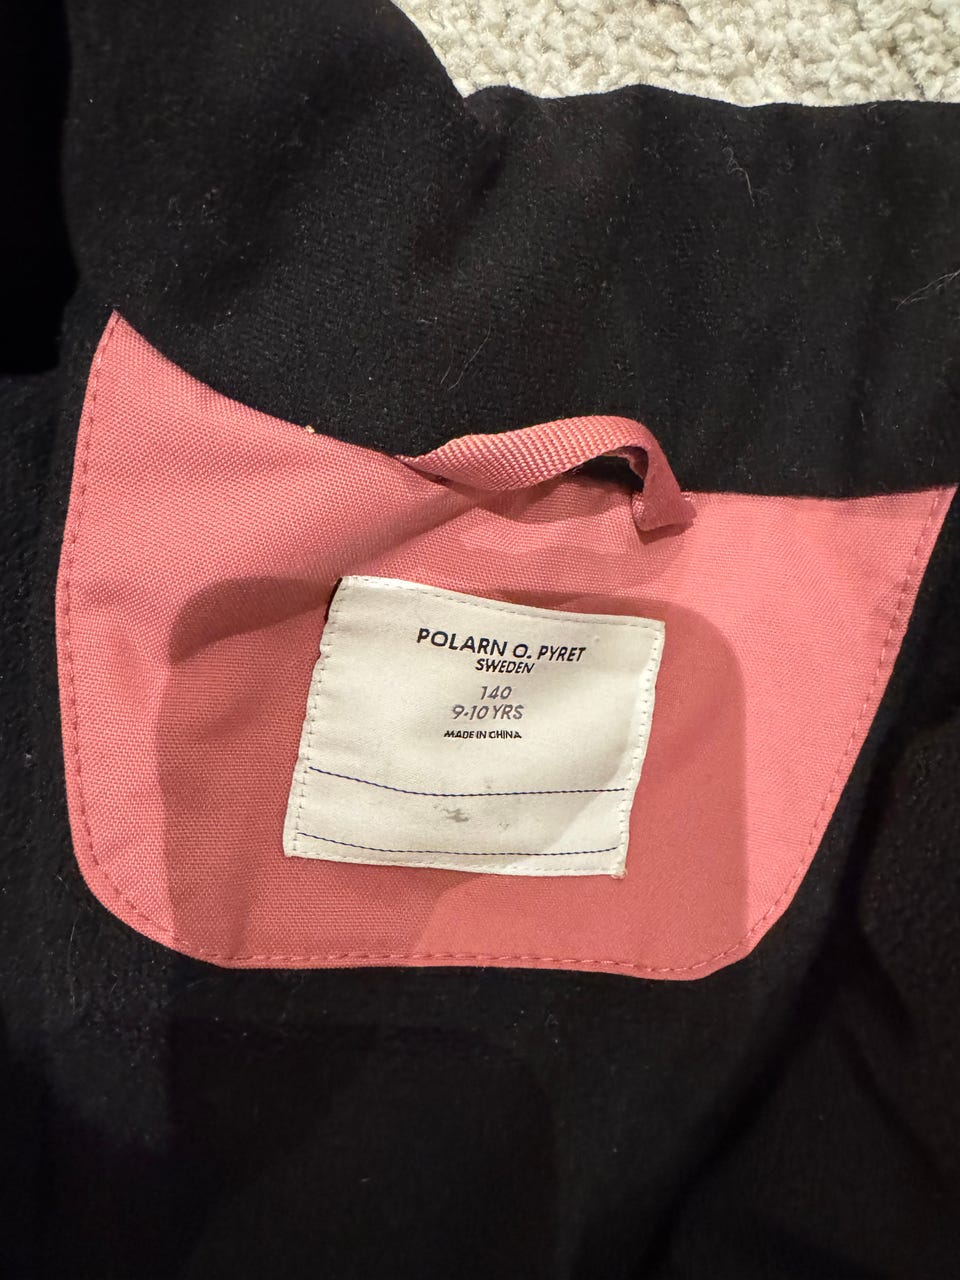 POLARN O. PYRET
SWEDEN
140
9-10 YRS
MADE IN CHINA